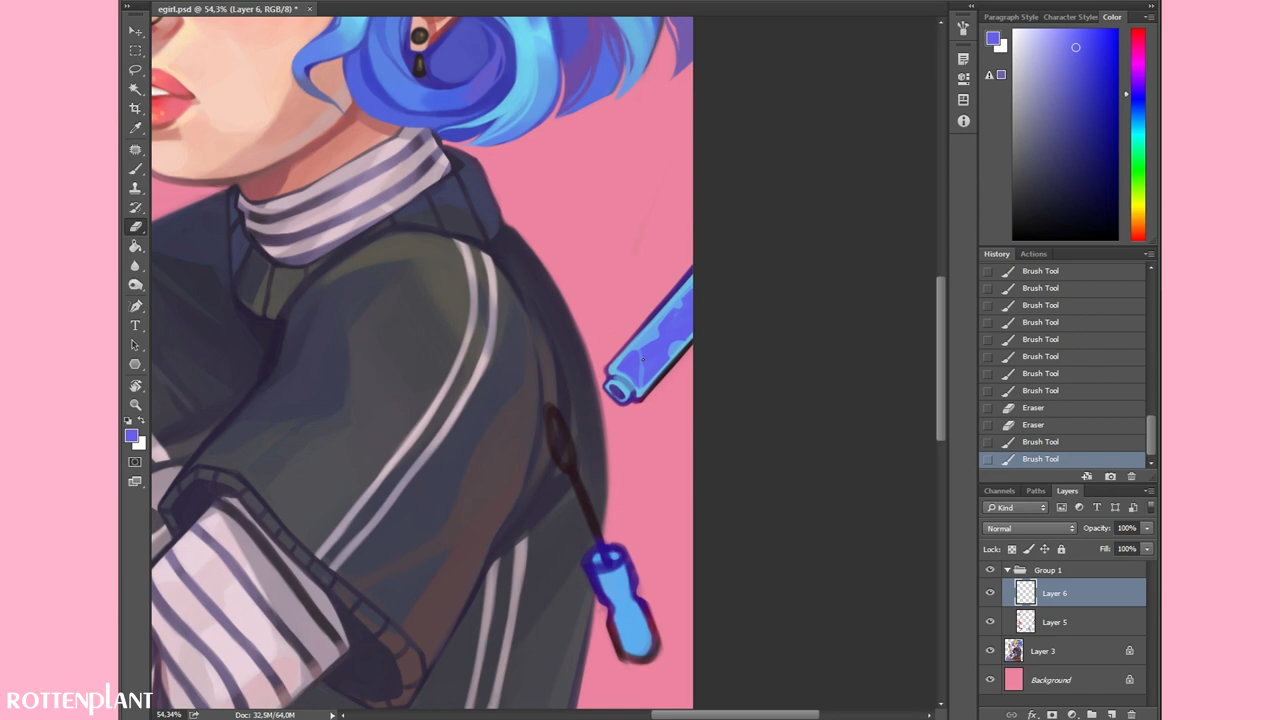 egirl.psd @ 54,3% (Layer 6, RGB/8) *
Paragraph Style
Character Styles
Color
History
Actions
Brush Tool
Brush Tool
Brush Tool
Brush Tool
Brush Tool
Brush Tool
Brush Tool
Brush Tool
Eraser
Eraser
Brush Tool
Brush Tool
Channels
Paths
Layers
Kind
Normal
Opacity: 100%
Lock:
Fill: 100%
Group 1
Layer 6
Layer 5
Layer 3
Background
54,34%
Doc: 32,5M/64,0M
ROTTENPLANT